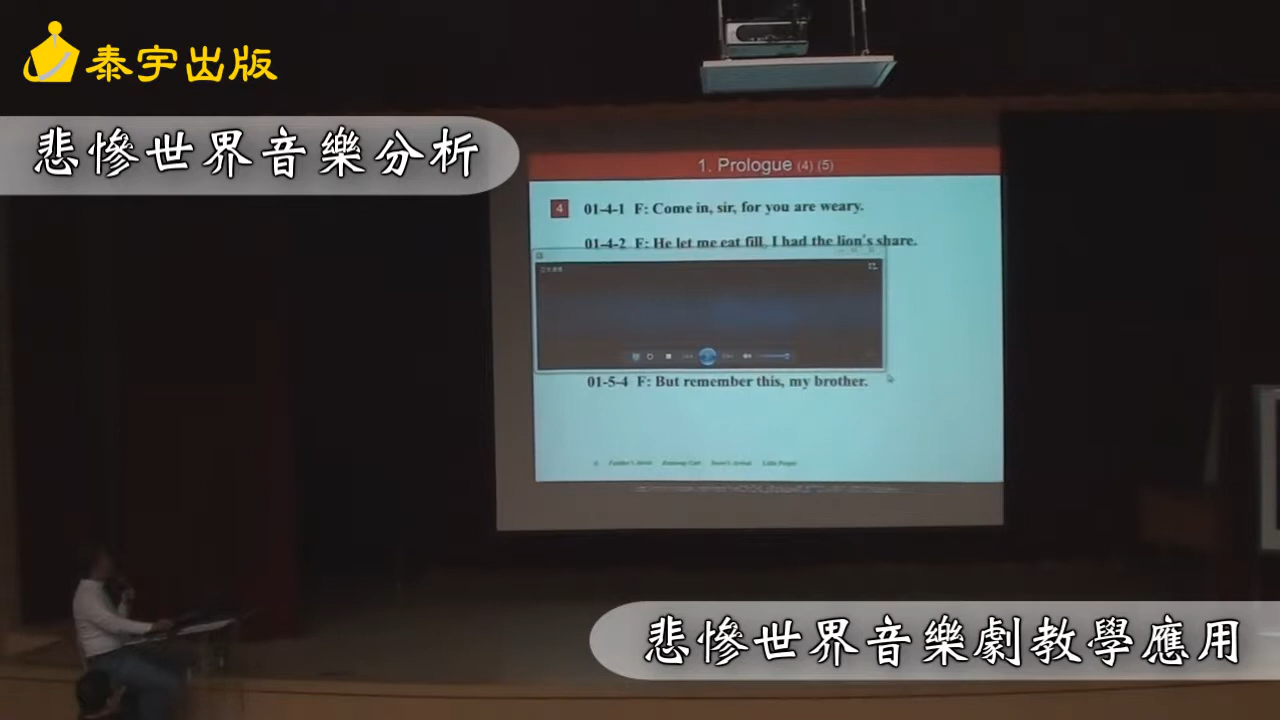 泰宇出版
悲慘世界音樂分析
1. Prologue (4) (5)
4 01-4-1 F: Come in, sir, for you are weary.
01-4-2 F: He let me eat fill, I had the lion's share.
01-5-4 F: But remember this, my brother.
悲慘世界音樂劇教學應用